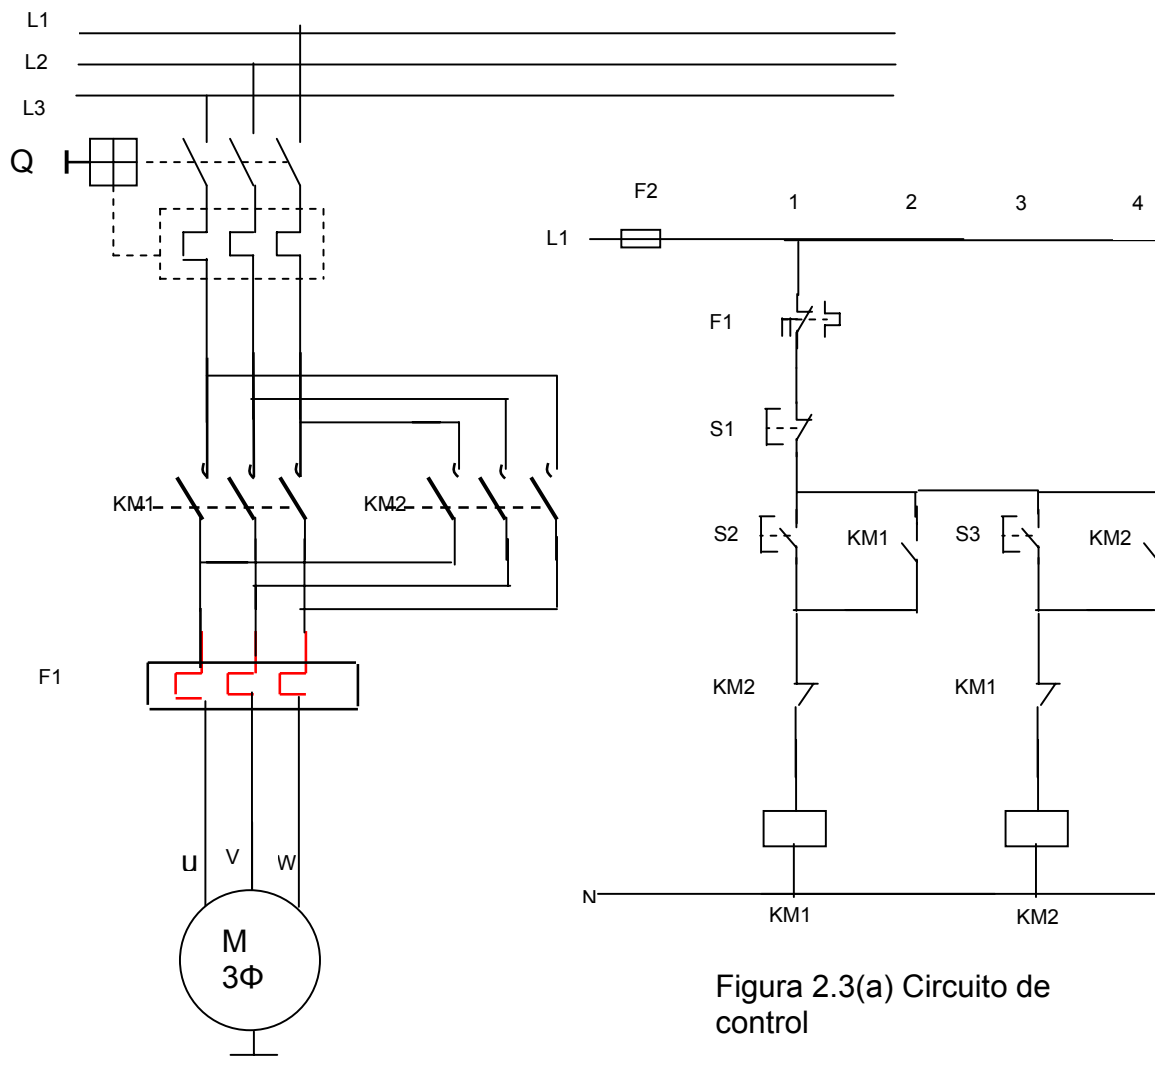 L1
L2
L3
Q
F2
1
2
3
4
L1
F1
S1
KM1
KM2
S2
KM1
S3
KM2
F1
KM2
KM1
u
V
W
N
KM1
KM2
M
3Φ
Figura 2.3(a) Circuito de
control